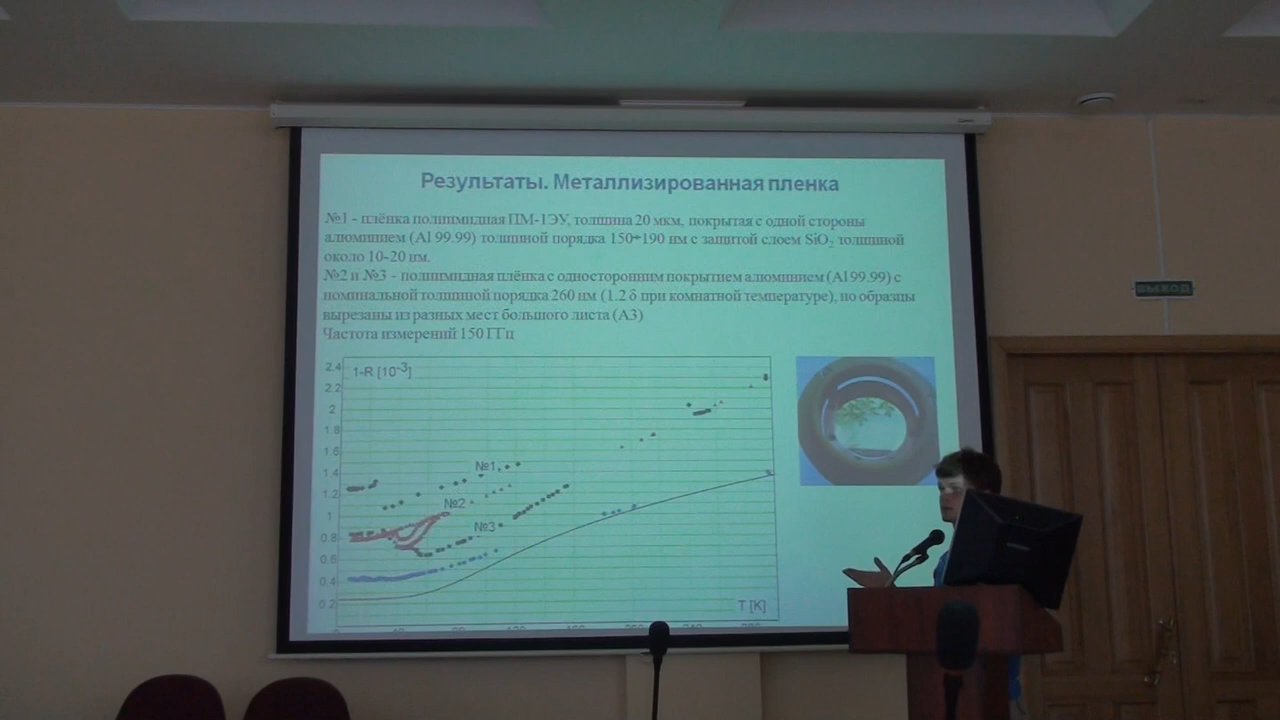 Результаты. Металлизированная пленка
№1 - плёнка полиимидная ПМ-1ЭУ, толщина 20 мкм, покрытая с одной стороны
алюминием (Al 99.99) толщиной порядка 150÷190 нм с защитой слоем SiO₂ толщиной
около 10-20 нм.
№2 и №3 - полиимидная плёнка с односторонним покрытием алюминием (Al 99.99) с
номинальной толщиной порядка 260 нм (1.2 δ при комнатной температуре), но образцы
вырезаны из разных мест большого листа (А3)
Частота измерений 150 ГГц
2.4
1-R [10⁻³]
2.2
2
1.8
1.6
1.4
№1
1.2
№2
1
№3
0.8
0.6
0.4
0.2
T [K]
ВЫХОД